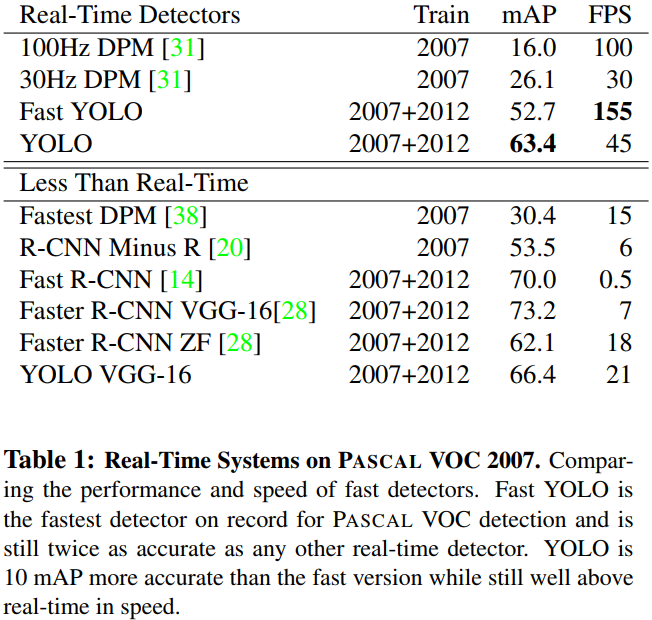 Real-Time Detectors Train mAP FPS
100Hz DPM [31] 2007 16.0 100
30Hz DPM [31] 2007 26.1 30
Fast YOLO 2007+2012 52.7 155
YOLO 2007+2012 63.4 45
Less Than Real-Time
Fastest DPM [38] 2007 30.4 15
R-CNN Minus R [20] 2007 53.5 6
Fast R-CNN [14] 2007+2012 70.0 0.5
Faster R-CNN VGG-16[28] 2007+2012 73.2 7
Faster R-CNN ZF [28] 2007+2012 62.1 18
YOLO VGG-16 2007+2012 66.4 21
Table 1: Real-Time Systems on PASCAL VOC 2007. Compar-
ing the performance and speed of fast detectors. Fast YOLO is
the fastest detector on record for PASCAL VOC detection and is
still twice as accurate as any other real-time detector. YOLO is
10 mAP more accurate than the fast version while still well above
real-time in speed.